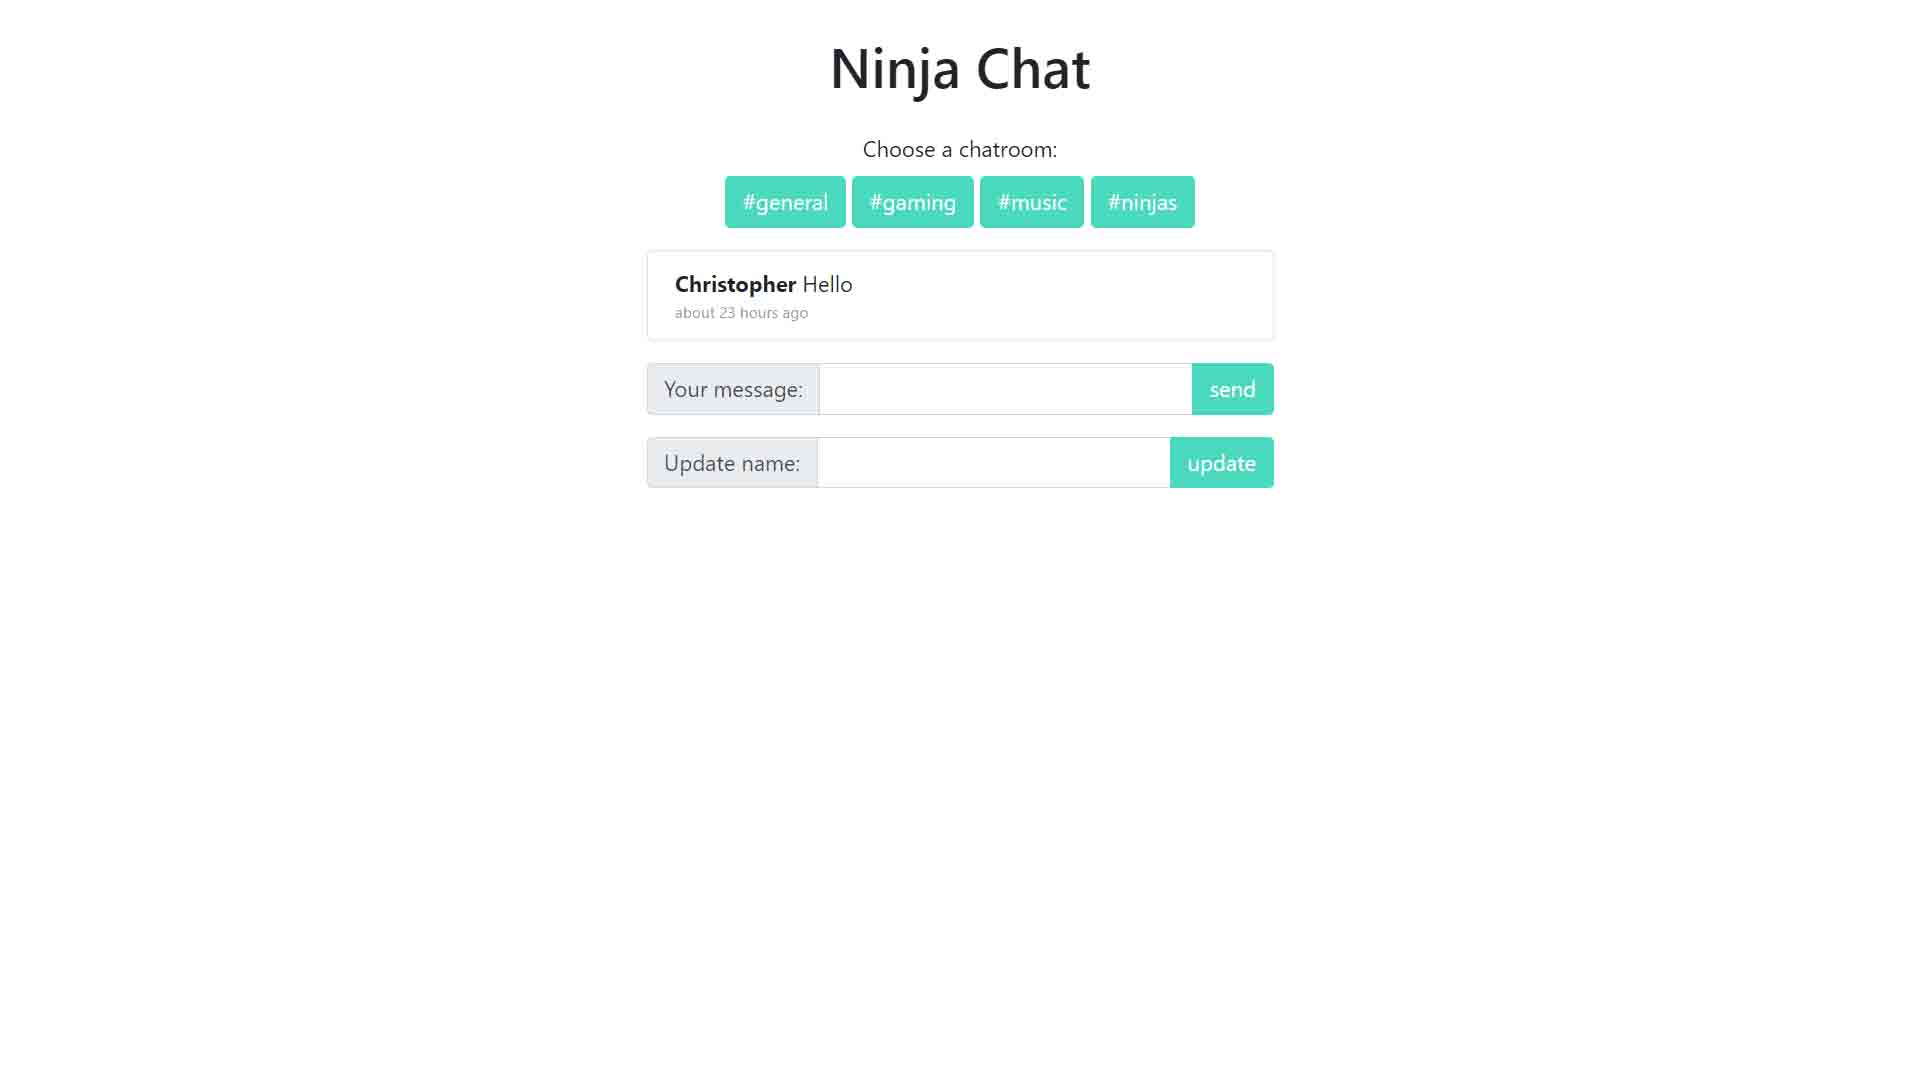 Ninja Chat
Choose a chatroom:
#general #gaming #music #ninjas
Christopher Hello
about 23 hours ago
Your message: send
Update name: update